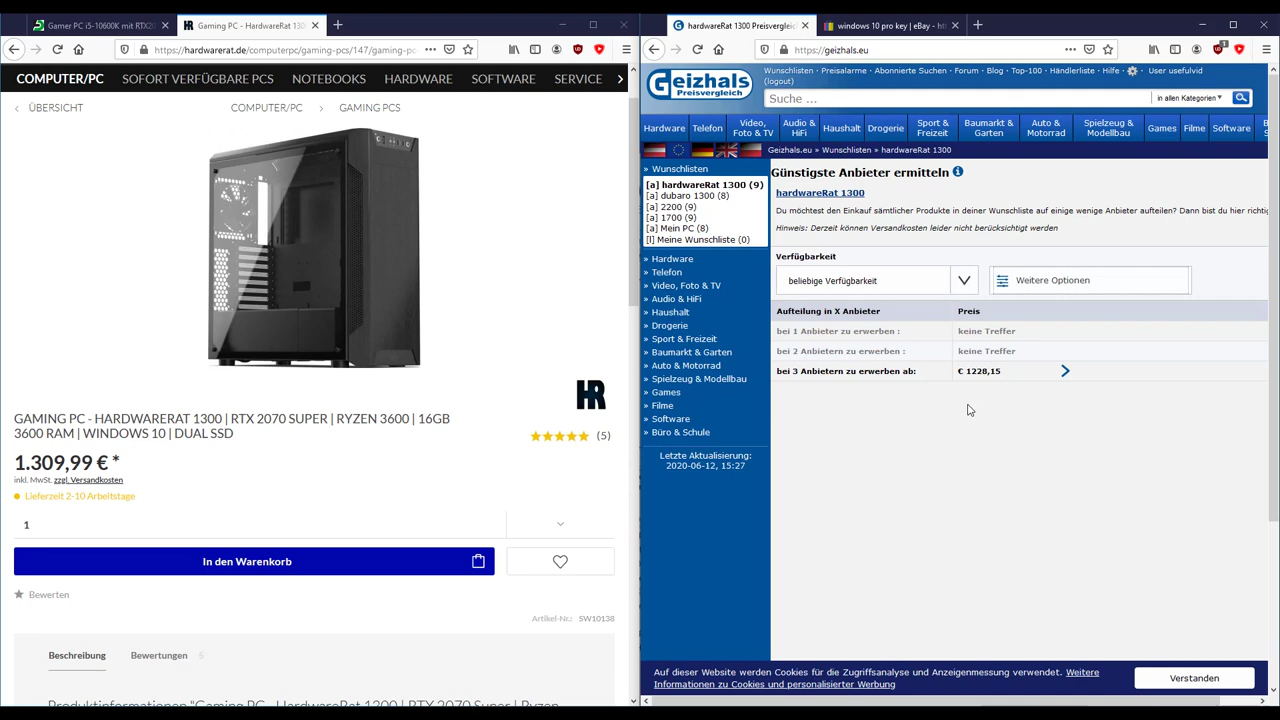 Gamer PC i5-10600K mit RTX20
Gaming PC - HardwareRat 130
https://hardwarerat.de/computerpc/gaming-pcs/147/gaming-pc
COMPUTER/PC SOFORT VERFÜGBARE PCS NOTEBOOKS HARDWARE SOFTWARE SERVICE
ÜBERSICHT COMPUTER/PC GAMING PCS
HR
GAMING PC - HARDWARERAT 1300 | RTX 2070 SUPER | RYZEN 3600 | 16GB
3600 RAM | WINDOWS 10 | DUAL SSD
(5)
1.309,99 € *
inkl. MwSt. zzgl. Versandkosten
Lieferzeit 2-10 Arbeitstage
1
In den Warenkorb
Bewerten
Artikel-Nr.: SW10138
Beschreibung Bewertungen 5
Produktinformationen "Gaming PC - HardwareRat 1300 | RTX 2070 Super | Ryzen
hardwareRat 1300 Preisvergleic
windows 10 pro key | eBay - htt
https://geizhals.eu
1
Geizhals
Preisvergleich
Wunschlisten · Preisalarme · Abonnierte Suchen · Forum · Blog · Top-100 · Händlerliste · Hilfe · User usefulvid
(logout)
Suche ... in allen Kategorien
Hardware Telefon Video, Foto & TV Audio & HiFi Haushalt Drogerie Sport & Freizeit Baumarkt & Garten Auto & Motorrad Spielzeug & Modellbau Games Filme Software B
Geizhals.eu » Wunschlisten » hardwareRat 1300
» Wunschlisten
[a] hardwareRat 1300 (9)
[a] dubaro 1300 (8)
[a] 2200 (9)
[a] 1700 (9)
[a] Mein PC (8)
[l] Meine Wunschliste (0)
» Hardware
» Telefon
» Video, Foto & TV
» Audio & HiFi
» Haushalt
» Drogerie
» Sport & Freizeit
» Baumarkt & Garten
» Auto & Motorrad
» Spielzeug & Modellbau
» Games
» Filme
» Software
» Büro & Schule
Letzte Aktualisierung:
2020-06-12, 15:27
Günstigste Anbieter ermitteln
hardwareRat 1300
Du möchtest den Einkauf sämtlicher Produkte in deiner Wunschliste auf einige wenige Anbieter aufteilen? Dann bist du hier richtig
Hinweis: Derzeit können Versandkosten leider nicht berücksichtigt werden
Verfügbarkeit
beliebige Verfügbarkeit Weitere Optionen
Aufteilung in X Anbieter Preis
bei 1 Anbieter zu erwerben : keine Treffer
bei 2 Anbietern zu erwerben : keine Treffer
bei 3 Anbietern zu erwerben ab: € 1228,15
Auf dieser Website werden Cookies für die Zugriffsanalyse und Anzeigenmessung verwendet. Weitere
Informationen zu Cookies und personalisierter Werbung
Verstanden